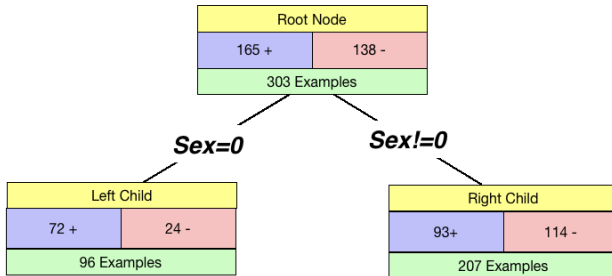 Root Node
165 + 138 -
303 Examples
Sex=0 Sex!=0
Left Child
72 + 24 -
96 Examples
Right Child
93+ 114 -
207 Examples